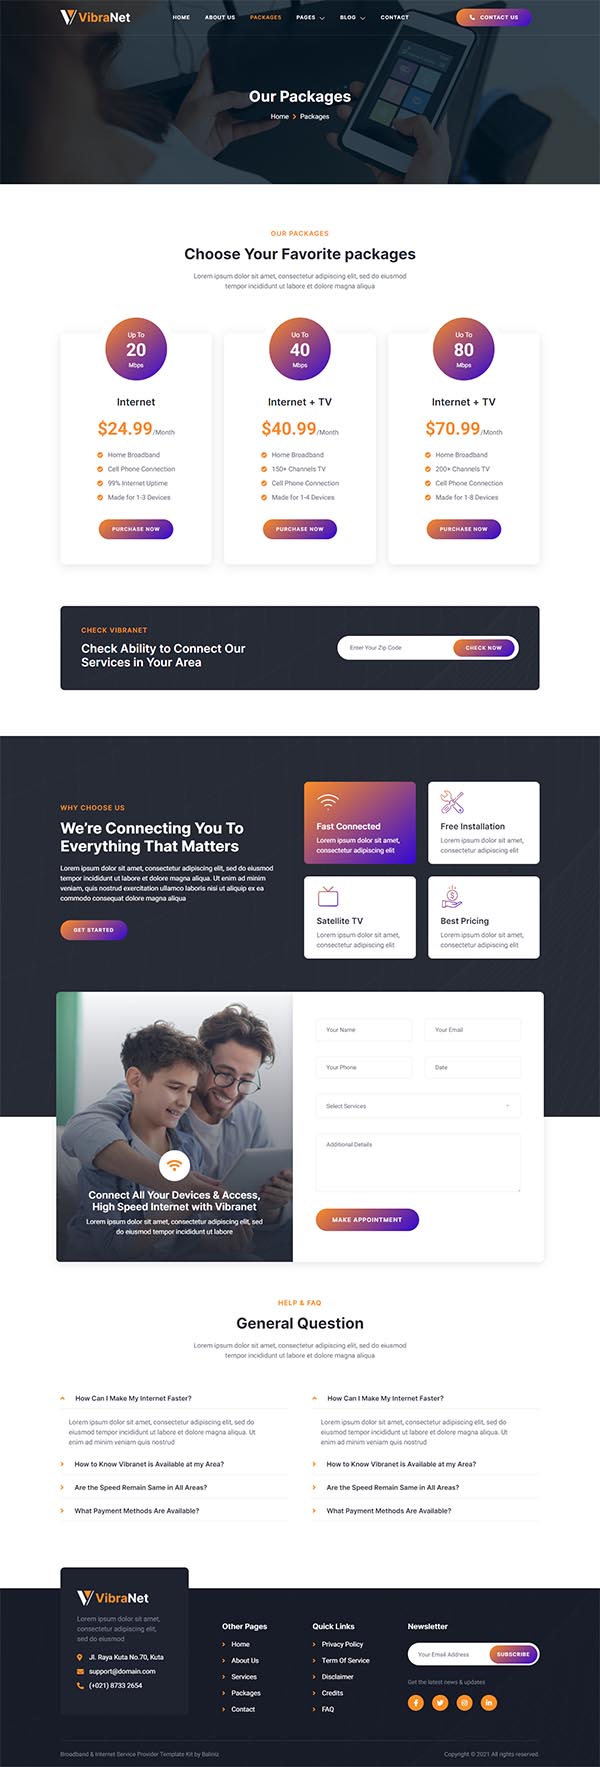 VibraNet
HOME ABOUT US PACKAGES PAGES BLOG CONTACT
CONTACT US
Our Packages
Home Packages
OUR PACKAGES
Choose Your Favorite packages
Lorem ipsum dolor sit amet, consectetur adipiscing elit, sed do eiusmod
tempor incididunt ut labore et dolore magna aliqua
Up To
20
Mbps
Internet
$24.99/Month
Home Broadband
Cell Phone Connection
99% Internet Uptime
Made for 1-3 Devices
PURCHASE NOW
Uo To
40
Mbps
Internet + TV
$40.99/Month
Home Broadband
150+ Channels TV
Cell Phone Connection
Made for 1-4 Devices
PURCHASE NOW
Uo To
80
Mbps
Internet + TV
$70.99/Month
Home Broadband
200+ Channels TV
Cell Phone Connection
Made for 1-8 Devices
PURCHASE NOW
CHECK VIBRANET
Check Ability to Connect Our
Services in Your Area
Enter Your Zip Code
CHECK NOW
WHY CHOOSE US
We're Connecting You To
Everything That Matters
Lorem ipsum dolor sit amet, consectetur adipiscing elit, sed do eiusmod
tempor incididunt ut labore et dolore magna aliqua. Ut enim ad minim
veniam, quis nostrud exercitation ullamco laboris nisi ut aliquip ex ea
commodo consequat dolore magna aliqua
GET STARTED
Fast Connected
Lorem ipsum dolor sit amet,
consectetur adipiscing elit
Free Installation
Lorem ipsum dolor sit amet,
consectetur adipiscing elit
Satellite TV
Lorem ipsum dolor sit amet,
consectetur adipiscing elit
Best Pricing
Lorem ipsum dolor sit amet,
consectetur adipiscing elit
Connect All Your Devices & Access,
High Speed Internet with Vibranet
Lorem ipsum dolor sit amet, consectetur adipiscing elit, sed
do eiusmod tempor incididunt ut labore
Your Name
Your Email
Your Phone
Date
Select Services
Additional Details
MAKE APPOINTMENT
HELP & FAQ
General Question
Lorem ipsum dolor sit amet, consectetur adipiscing elit, sed do eiusmod
tempor incididunt ut labore et dolore magna aliqua
How Can I Make My Internet Faster?
Lorem ipsum dolor sit amet, consectetur adipiscing elit, sed do
eiusmod tempor incididunt ut labore et dolore magna aliqua. Ut
enim ad minim veniam quis nostrud
How to Know Vibranet is Available at my Area?
Are the Speed Remain Same in All Areas?
What Payment Methods Are Available?
How Can I Make My Internet Faster?
Lorem ipsum dolor sit amet, consectetur adipiscing elit, sed do
eiusmod tempor incididunt ut labore et dolore magna aliqua. Ut
enim ad minim veniam quis nostrud
How to Know Vibranet is Available at my Area?
Are the Speed Remain Same in All Areas?
What Payment Methods Are Available?
VibraNet
Lorem ipsum dolor sit amet,
consectetur adipiscing elit,
sed do eiusmod
Jl. Raya Kuta No.70, Kuta
support@domain.com
(+021) 8733 2654
Other Pages
Home
About Us
Services
Packages
Contact
Quick Links
Privacy Policy
Term Of Service
Disclaimer
Credits
FAQ
Newsletter
Your Email Address
SUBSCRIBE
Get the latest news & updates
Broadband & Internet Service Provider Template Kit by Baliniz
Copyright © 2021 All rights reserved.